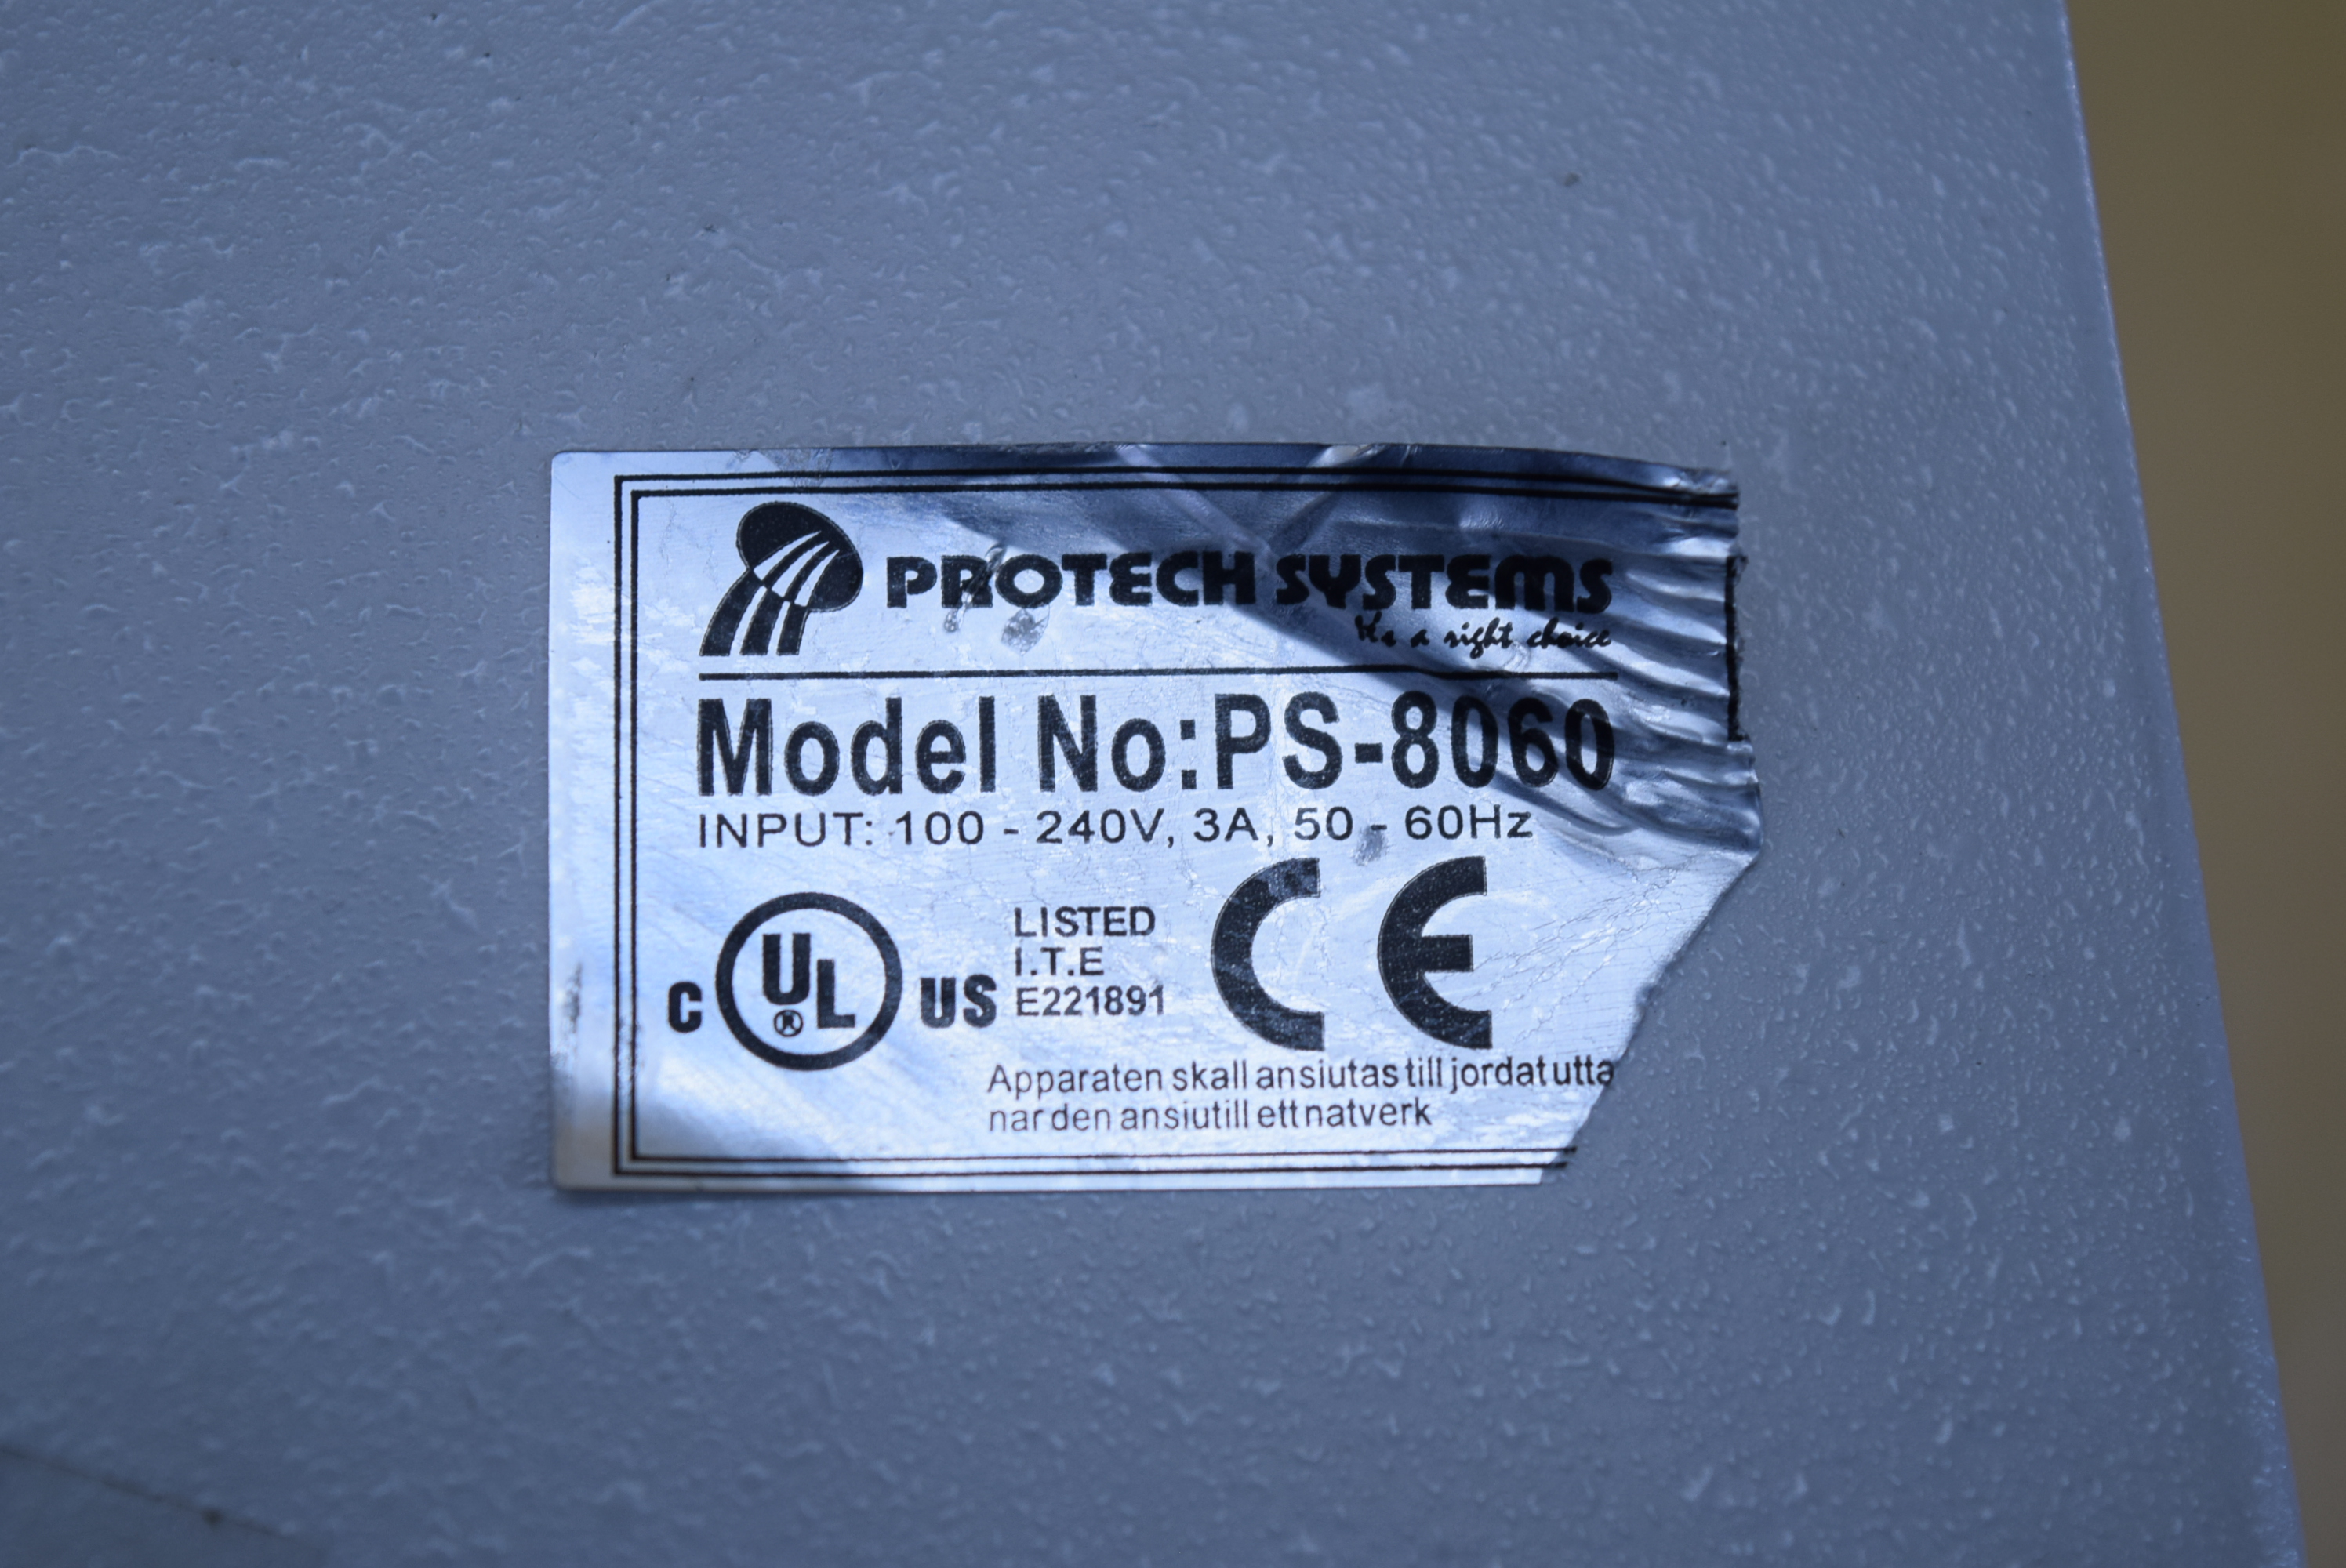 PROTECH SYSTEMS
It's a right choice
Model No:PS-8060
INPUT: 100 - 240V, 3A, 50 - 60Hz
C UL ® US
LISTED
I.T.E
E221891
CE
Apparaten skall ansiutas till jordat utta
nar den ansiutill ett natverk